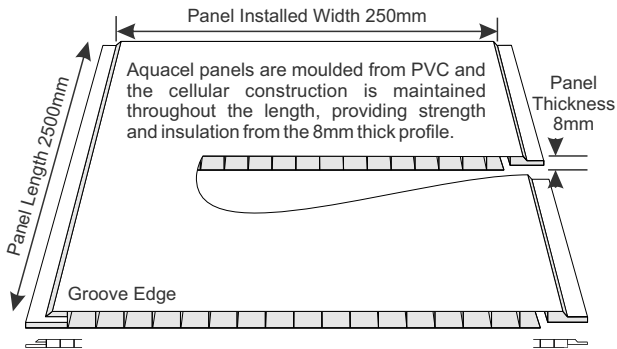 Panel Installed Width 250mm
Aquacel panels are moulded from PVC and
the cellular construction is maintained
throughout the length, providing strength
and insulation from the 8mm thick profile.
Panel
Thickness
8mm
Panel Length 2500mm
Groove Edge